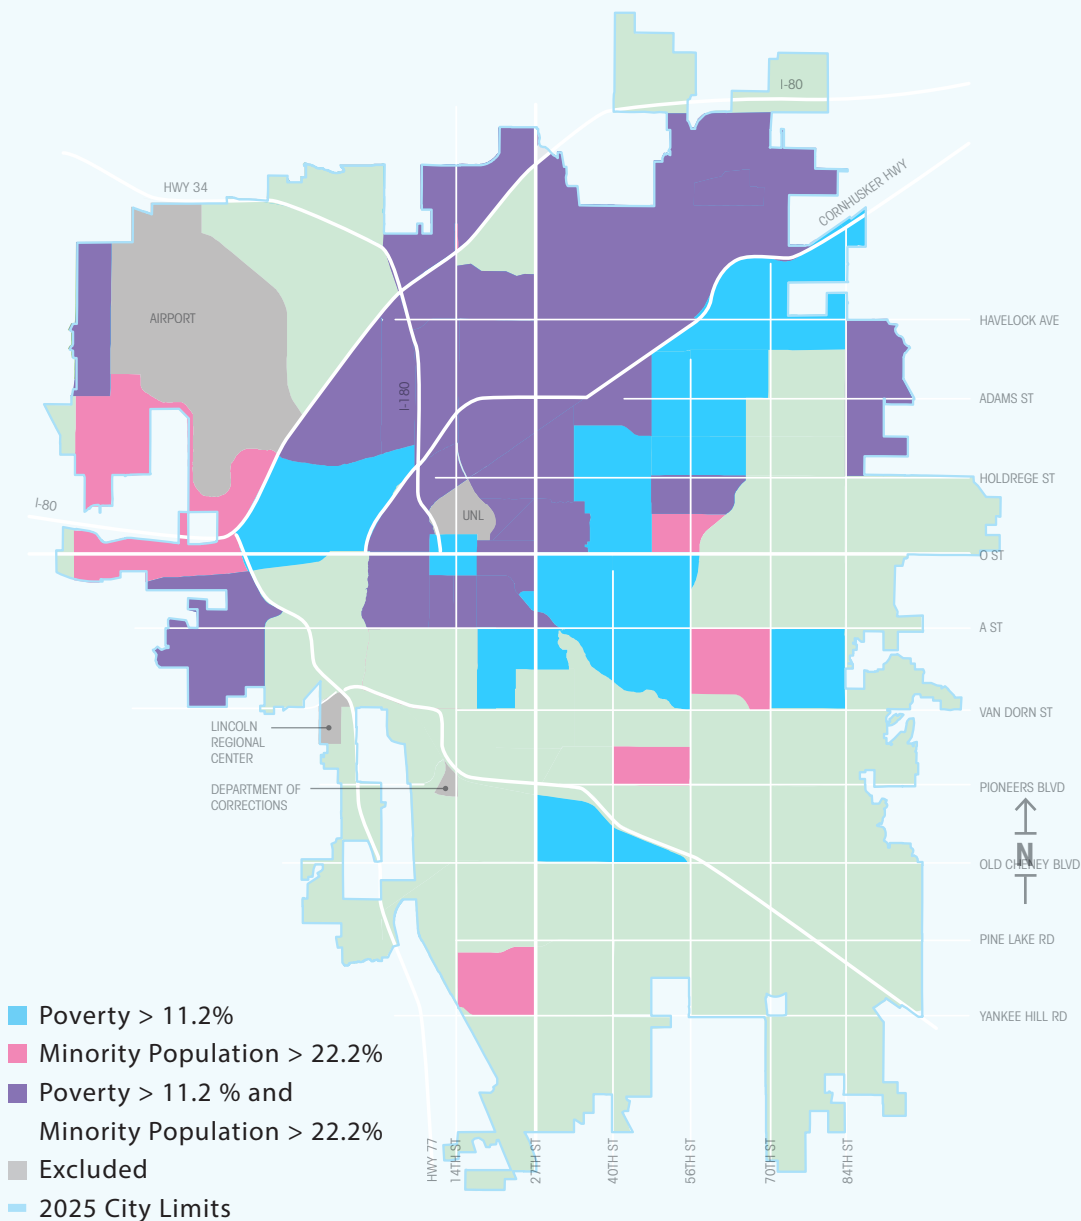 I-80
HWY 34
CORNHUSKER HWY
AIRPORT
HAVELOCK AVE
I-180
ADAMS ST
HOLDREGE ST
I-80
UNL
O ST
A ST
VAN DORN ST
LINCOLN
REGIONAL
CENTER
DEPARTMENT OF
CORRECTIONS
PIONEERS BLVD
N
OLD CHENEY BLVD
PINE LAKE RD
YANKEE HILL RD
Poverty > 11.2%
Minority Population > 22.2%
Poverty > 11.2 % and
Minority Population > 22.2%
Excluded
2025 City Limits
HWY 77
14TH ST
27TH ST
40TH ST
56TH ST
70TH ST
84TH ST